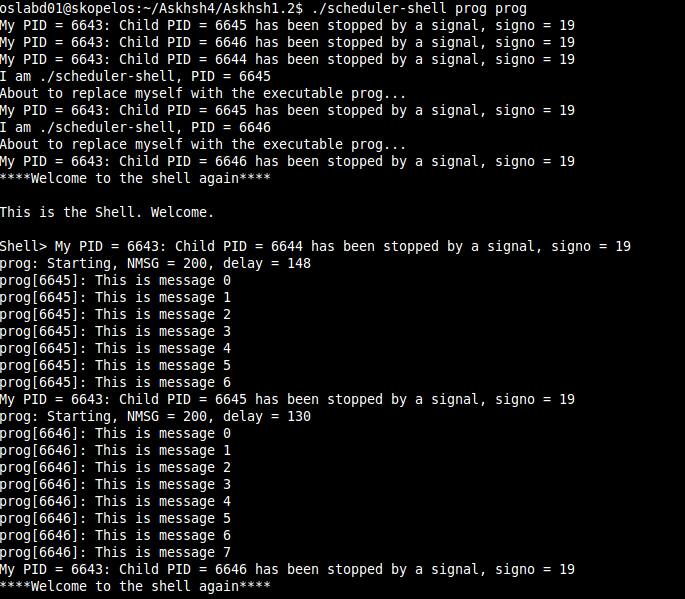 oslabd01@skopelos:~/Askhsh4/Askhsh1.2$ ./scheduler-shell prog prog
My PID = 6643: Child PID = 6645 has been stopped by a signal, signo = 19
My PID = 6643: Child PID = 6646 has been stopped by a signal, signo = 19
My PID = 6643: Child PID = 6644 has been stopped by a signal, signo = 19
I am ./scheduler-shell, PID = 6645
About to replace myself with the executable prog...
My PID = 6643: Child PID = 6645 has been stopped by a signal, signo = 19
I am ./scheduler-shell, PID = 6646
About to replace myself with the executable prog...
My PID = 6643: Child PID = 6646 has been stopped by a signal, signo = 19
****Welcome to the shell again****
This is the Shell. Welcome.
Shell> My PID = 6643: Child PID = 6644 has been stopped by a signal, signo = 19
prog: Starting, NMSG = 200, delay = 148
prog[6645]: This is message 0
prog[6645]: This is message 1
prog[6645]: This is message 2
prog[6645]: This is message 3
prog[6645]: This is message 4
prog[6645]: This is message 5
prog[6645]: This is message 6
My PID = 6643: Child PID = 6645 has been stopped by a signal, signo = 19
prog: Starting, NMSG = 200, delay = 130
prog[6646]: This is message 0
prog[6646]: This is message 1
prog[6646]: This is message 2
prog[6646]: This is message 3
prog[6646]: This is message 4
prog[6646]: This is message 5
prog[6646]: This is message 6
prog[6646]: This is message 7
My PID = 6643: Child PID = 6646 has been stopped by a signal, signo = 19
****Welcome to the shell again****